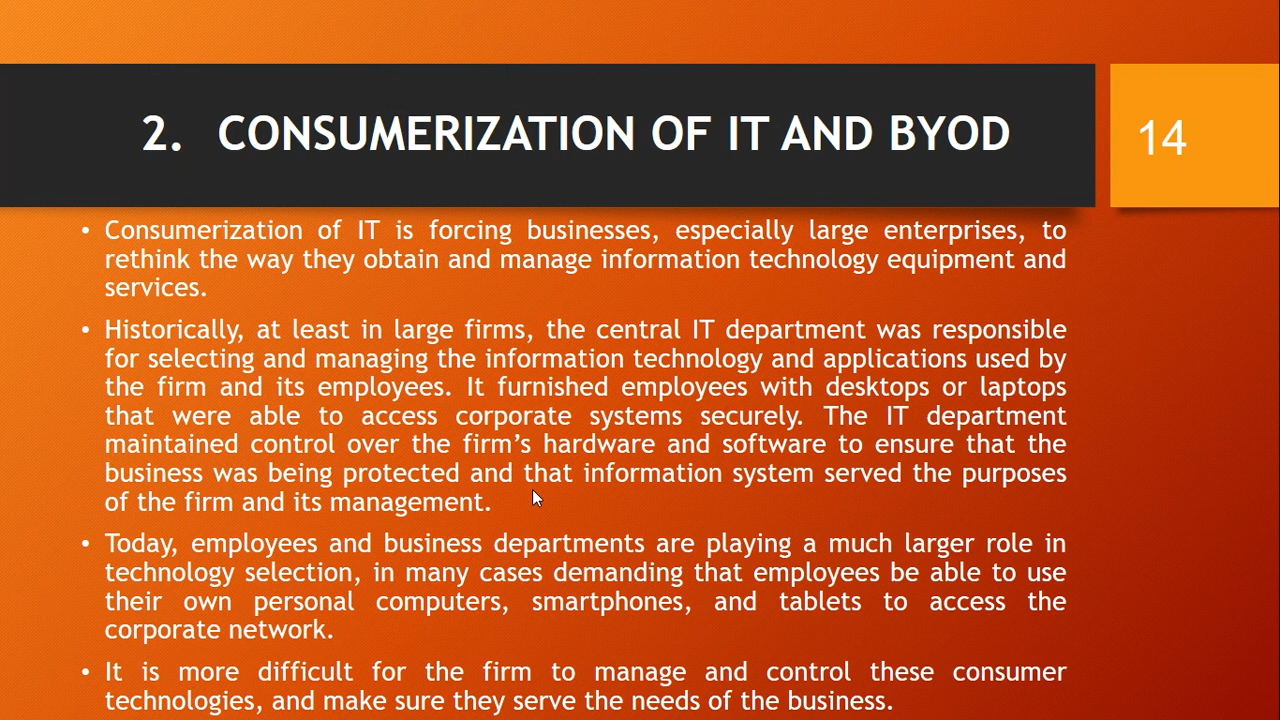 2. CONSUMERIZATION OF IT AND BYOD
14
• Consumerization of IT is forcing businesses, especially large enterprises, to
rethink the way they obtain and manage information technology equipment and
services.
• Historically, at least in large firms, the central IT department was responsible
for selecting and managing the information technology and applications used by
the firm and its employees. It furnished employees with desktops or laptops
that were able to access corporate systems securely. The IT department
maintained control over the firm’s hardware and software to ensure that the
business was being protected and that information system served the purposes
of the firm and its management.
• Today, employees and business departments are playing a much larger role in
technology selection, in many cases demanding that employees be able to use
their own personal computers, smartphones, and tablets to access the
corporate network.
• It is more difficult for the firm to manage and control these consumer
technologies, and make sure they serve the needs of the business.